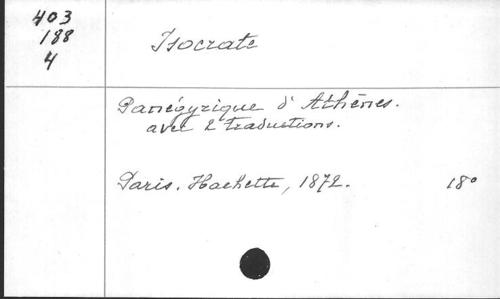 403
188
4
Isocrate
Panégyrique d'Athènes.
avec 2 traductions.
Paris. Hachette, 1872. 18°